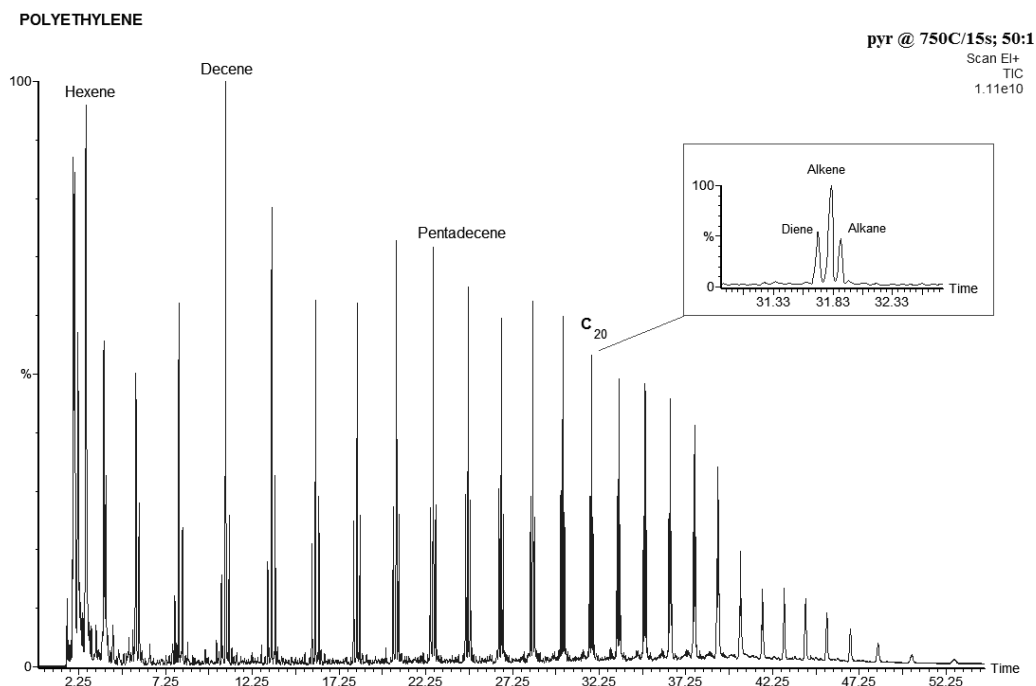 POLYETHYLENE
pyr @ 750C/15s; 50:1
Scan EI+
TIC
1.11e10
Decene
100
Hexene
Alkene
100
Pentadecene
Diene
Alkane
%
0
Time
31.33 31.83 32.33
C20
%
0
Time
2.25 7.25 12.25 17.25 22.25 27.25 32.25 37.25 42.25 47.25 52.25